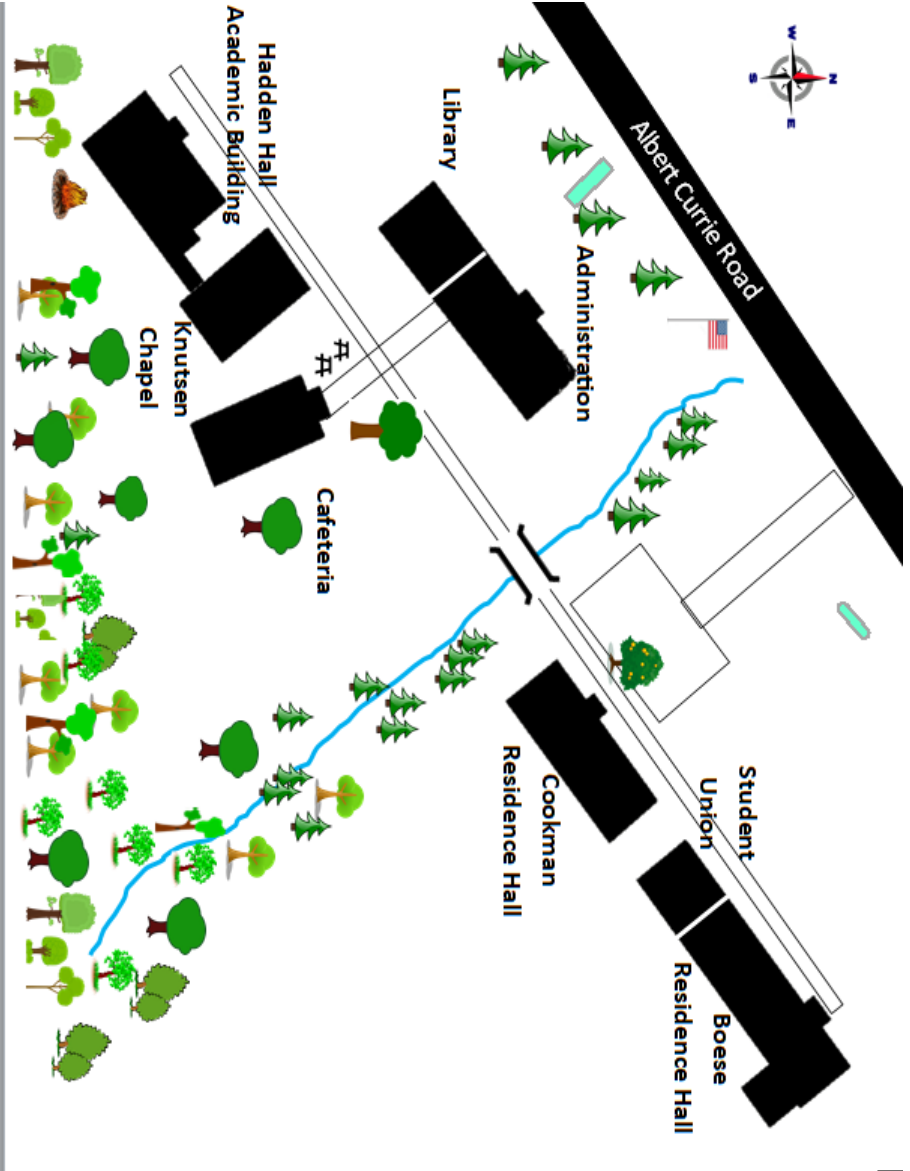 N
W
E
S
Albert Currie Road
Student
Union
Boese
Residence Hall
Administration
Cookman
Residence Hall
Library
Cafeteria
Hadden Hall
Academic Building
Knutsen
Chapel